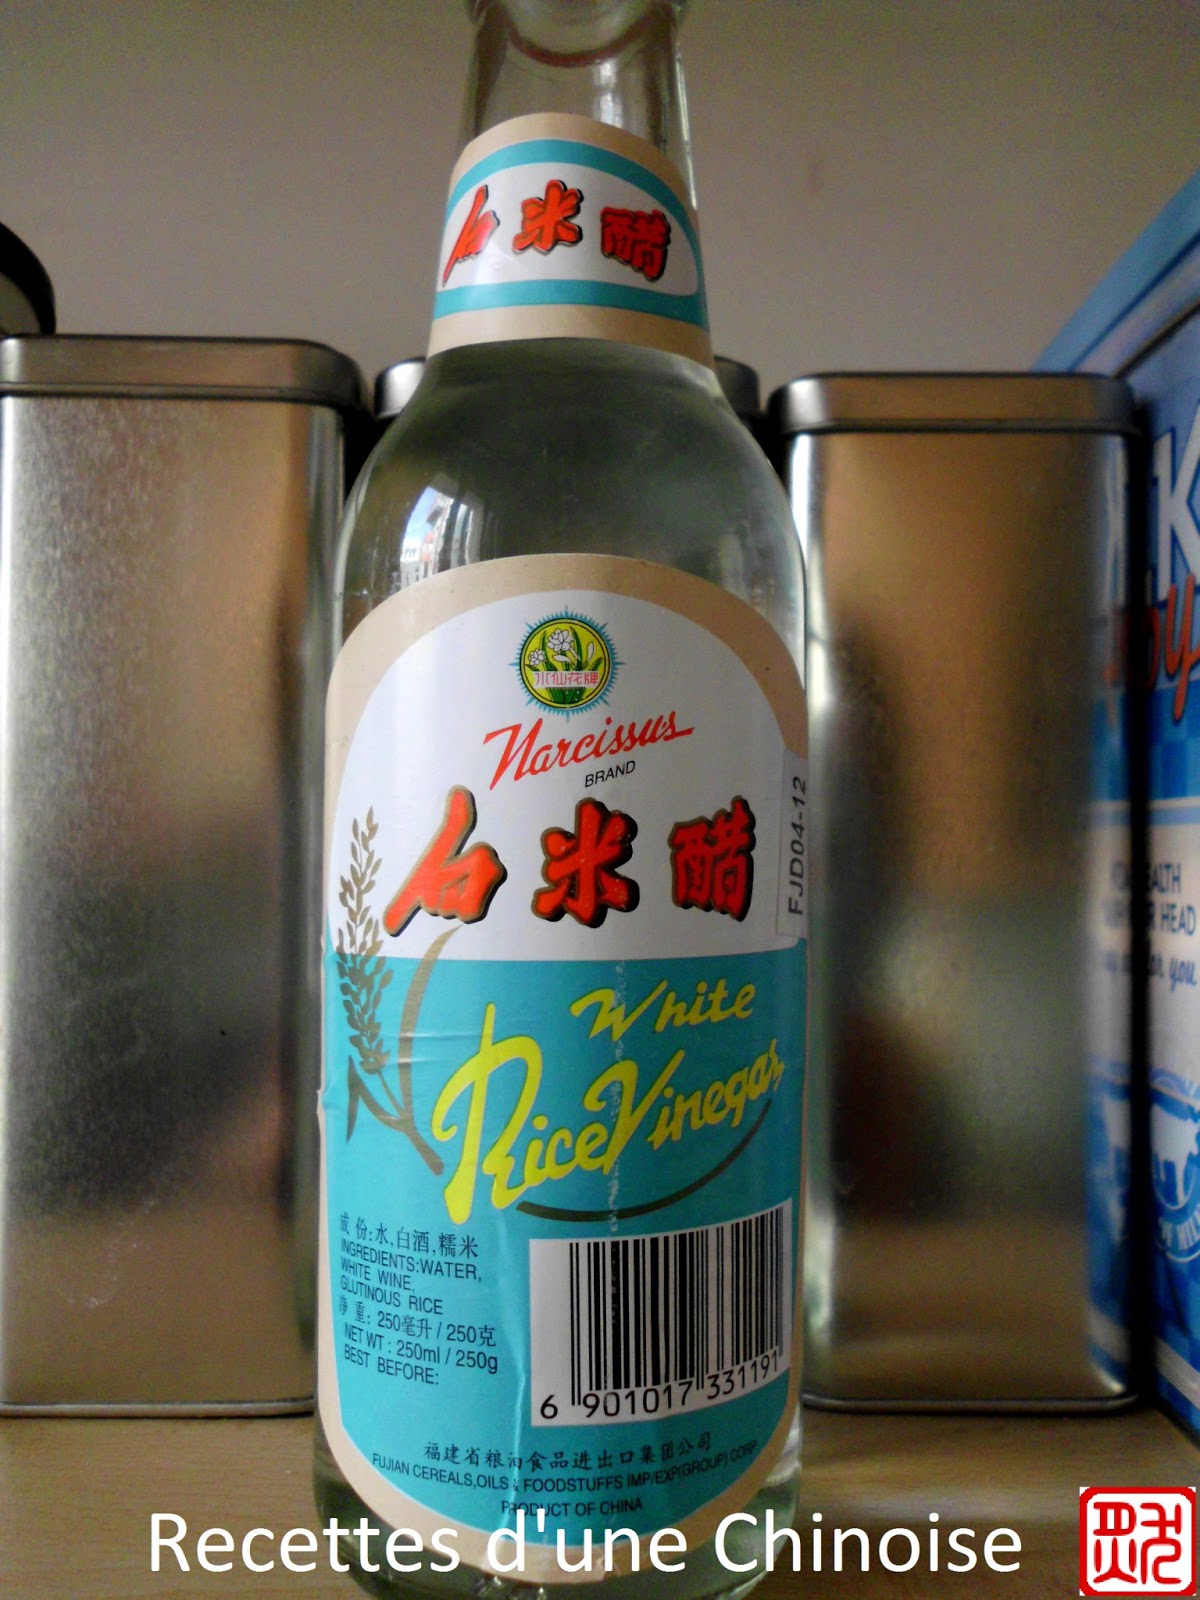 白米醋
水仙花牌
Narcissus
BRAND
白米醋
FJD04-12
White
Rice Vinegar
成份:水,白酒,糯米
INGREDIENTS:WATER,
WHITE WINE,
GLUTINOUS RICE
净重: 250毫升/250克
NET WT : 250ml / 250g
BEST BEFORE:
6 901017 331191
福建省粮油食品进出口集团公司
FUJIAN CEREALS,OILS & FOODSTUFFS IMP/EXP(GROUP) CORP.
PRODUCT OF CHINA
HEAD
you
Recettes d'une Chinoise